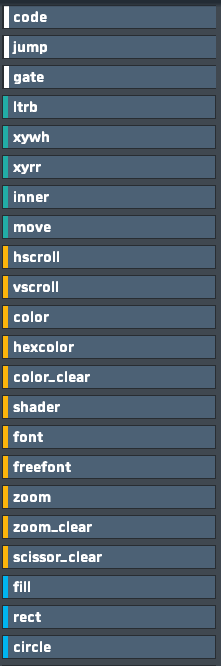 code
jump
gate
ltrb
xywh
xyrr
inner
move
hscroll
vscroll
color
hexcolor
color_clear
shader
font
freefont
zoom
zoom_clear
scissor_clear
fill
rect
circle